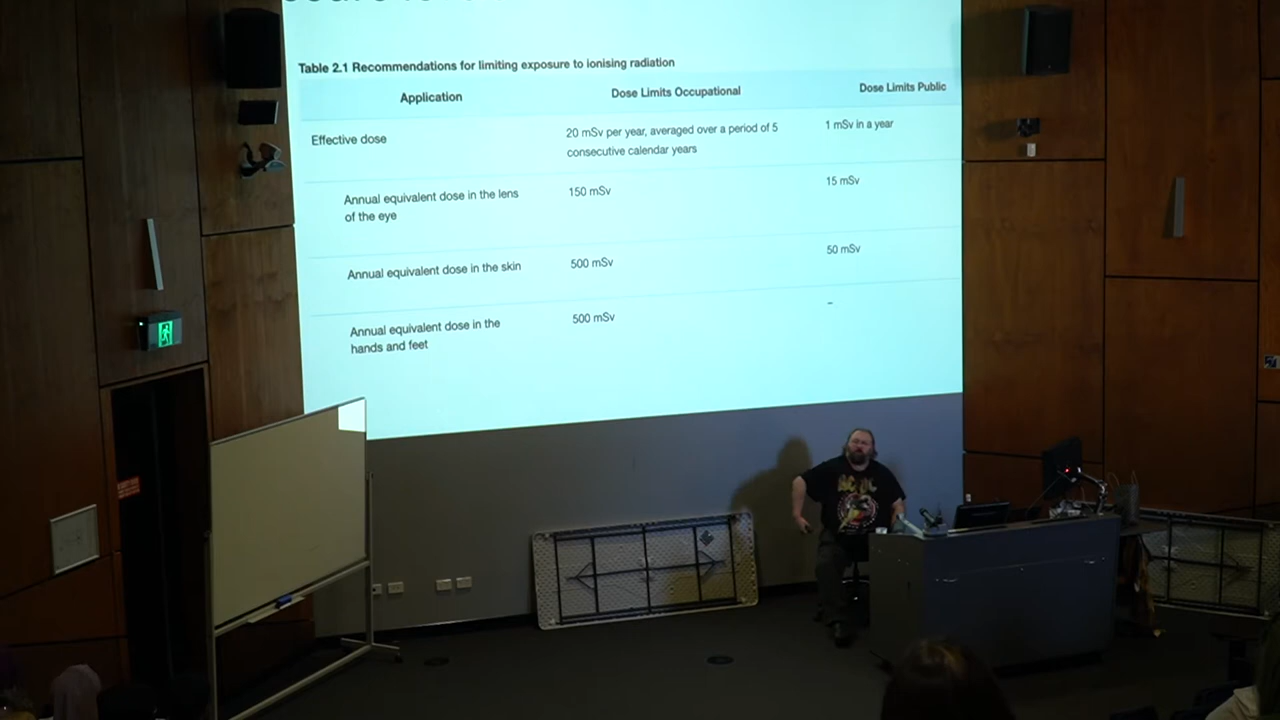 Table 2.1 Recommendations for limiting exposure to ionising radiation
Application Dose Limits Occupational Dose Limits Public
Effective dose
20 mSv per year, averaged over a period of 5
consecutive calendar years
1 mSv in a year
Annual equivalent dose in the lens
of the eye
150 mSv
15 mSv
Annual equivalent dose in the skin
500 mSv
50 mSv
Annual equivalent dose in the
hands and feet
500 mSv
–